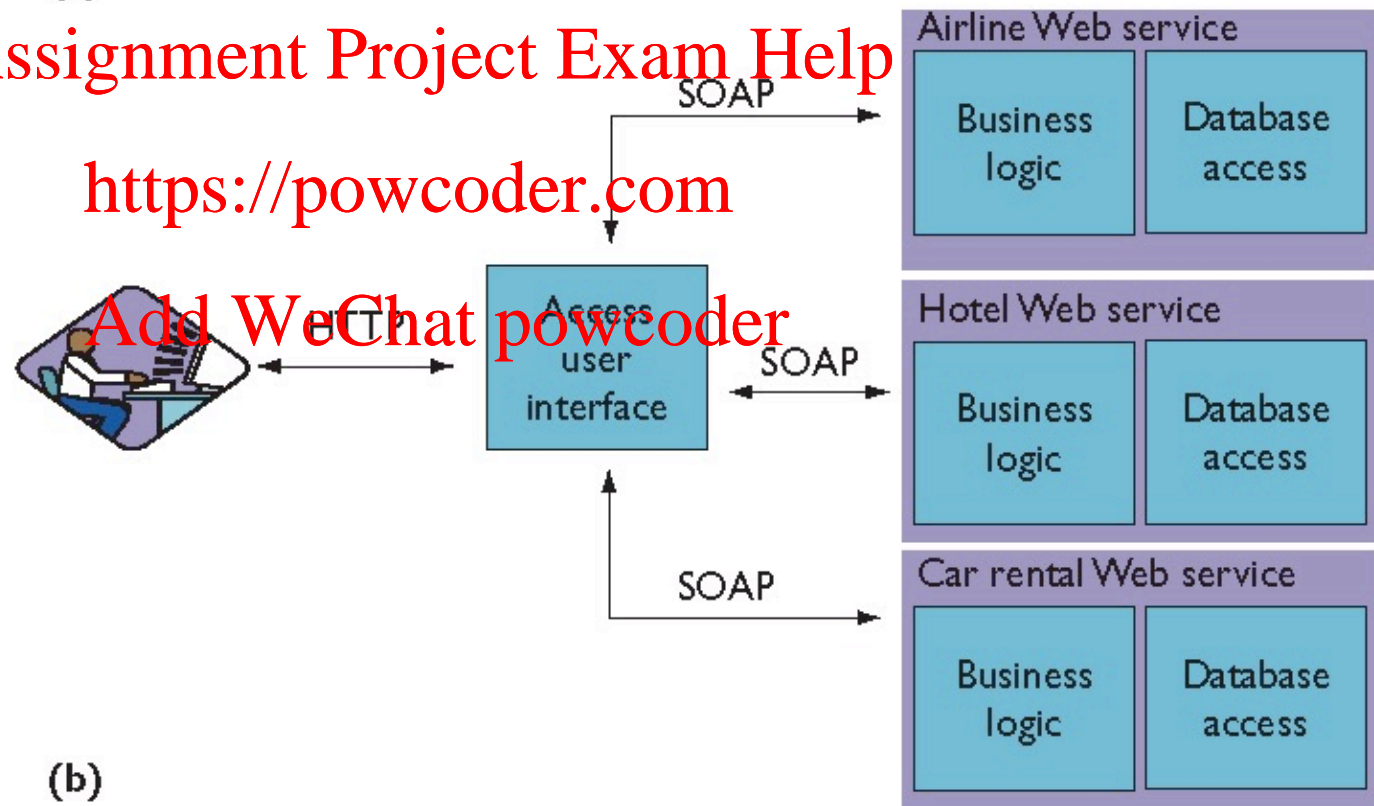 Assignment Project Exam Help
https://powcoder.com
Add WeChat powcoder
HTTP
Access
user
interface
SOAP
SOAP
SOAP
Airline Web service
Business
logic
Database
access
Hotel Web service
Business
logic
Database
access
Car rental Web service
Business
logic
Database
access
(b)